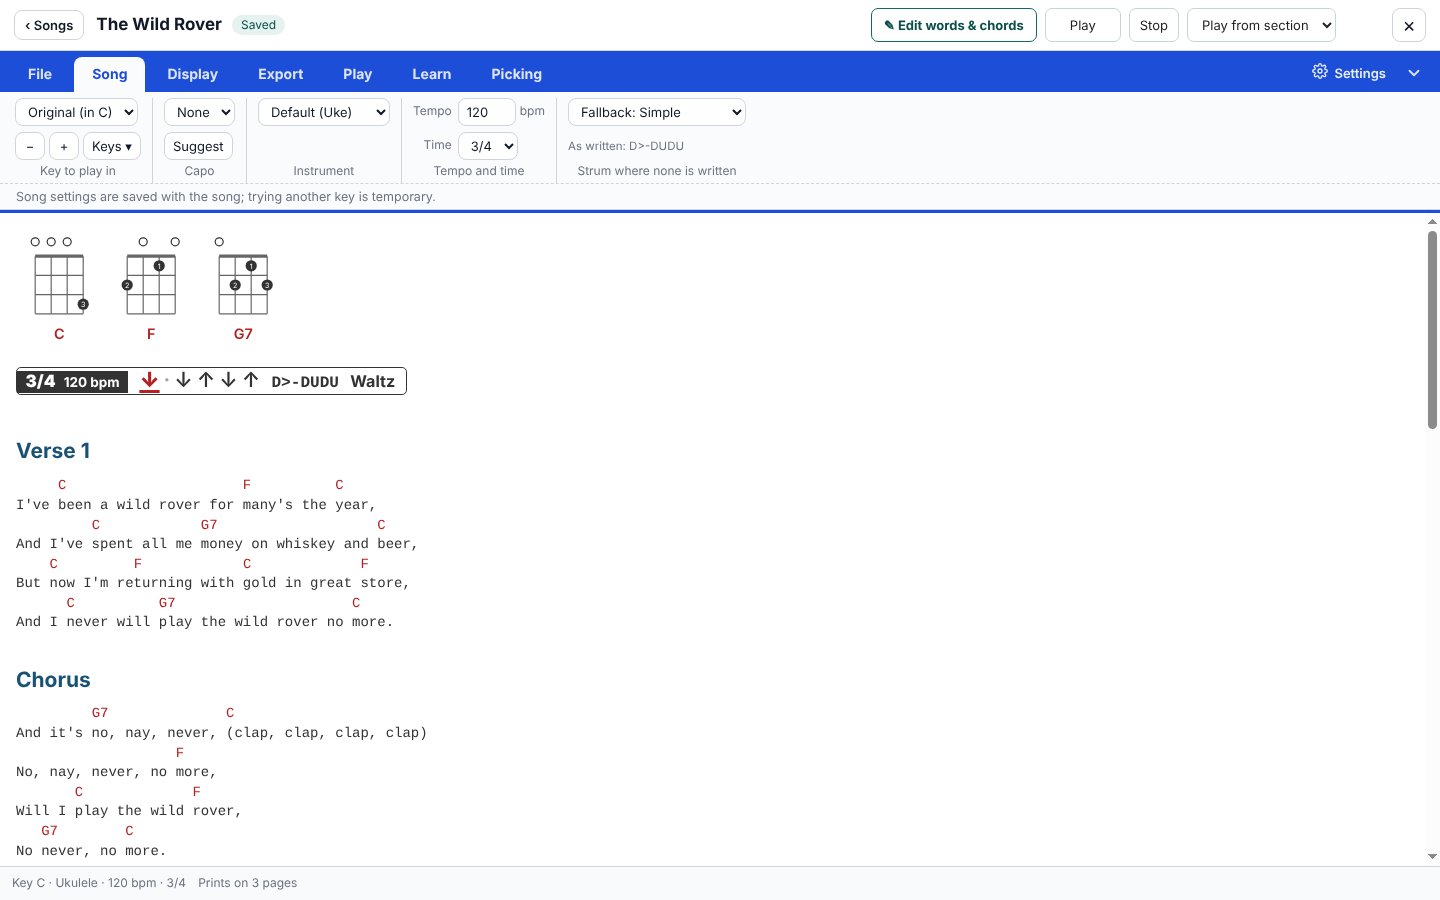 ‹ Songs The Wild Rover Saved ✎ Edit words & chords Play Stop Play from section ×
File Song Display Export Play Learn Picking Settings
Original (in C) None Default (Uke) Tempo 120 bpm Fallback: Simple
− + Keys ▾ Suggest Time 3/4 As written: D>-DUDU
Key to play in Capo Instrument Tempo and time Strum where none is written
Song settings are saved with the song; trying another key is temporary.
1 1
2 2 3
3
C F G7
3/4 120 bpm ↓ · ↓ ↑ ↓ ↑ D>-DUDU Waltz
Verse 1
C F C
I've been a wild rover for many's the year,
C G7 C
And I've spent all me money on whiskey and beer,
C F C F
But now I'm returning with gold in great store,
C G7 C
And I never will play the wild rover no more.
Chorus
G7 C
And it's no, nay, never, (clap, clap, clap, clap)
F
No, nay, never, no more,
C F
Will I play the wild rover,
G7 C
No never, no more.
Key C · Ukulele · 120 bpm · 3/4 Prints on 3 pages